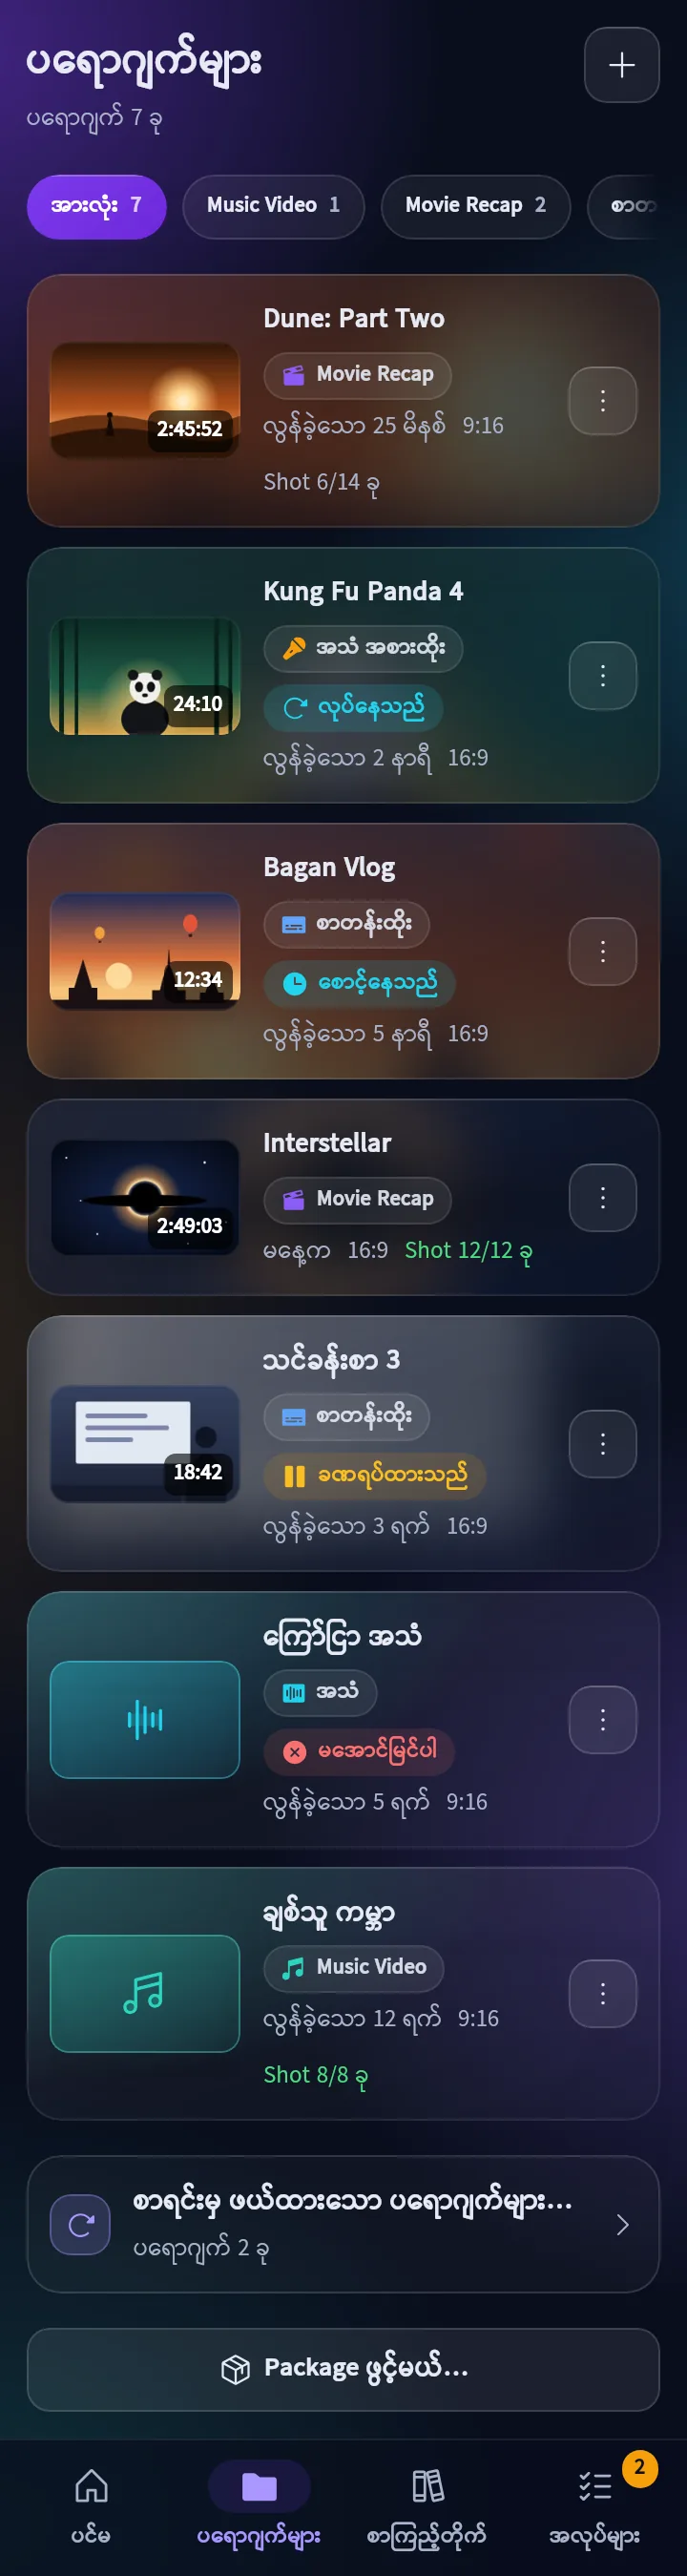 ပရောဂျက်များ
ပရောဂျက် 7 ခု
အားလုံး 7
Music Video 1
Movie Recap 2
Dune: Part Two
Movie Recap
2:45:52
လွန်ခဲ့သော 25 မိနစ် 9:16
Shot 6/14 ခု
Kung Fu Panda 4
အသံ အစားထိုး
24:10
လုပ်နေသည်
လွန်ခဲ့သော 2 နာရီ 16:9
Bagan Vlog
စာတန်းထိုး
12:34
စောင့်နေသည်
လွန်ခဲ့သော 5 နာရီ 16:9
Interstellar
Movie Recap
2:49:03
မနေ့က 16:9 Shot 12/12 ခု
သင်ခန်းစာ 3
စာတန်းထိုး
18:42
ခဏရပ်ထားသည်
လွန်ခဲ့သော 3 ရက် 16:9
ကြော်ငြာ အသံ
အသံ
မအောင်မြင်ပါ
လွန်ခဲ့သော 5 ရက် 9:16
ချစ်သူ ကမ္ဘာ
Music Video
လွန်ခဲ့သော 12 ရက် 9:16
Shot 8/8 ခု
စာရင်းမှ ဖယ်ထားသော ပရောဂျက်များ...
ပရောဂျက် 2 ခု
Package ဖွင့်မယ်...
2
ပင်မ
ပရောဂျက်များ
စာကြည့်တိုက်
အလုပ်များ